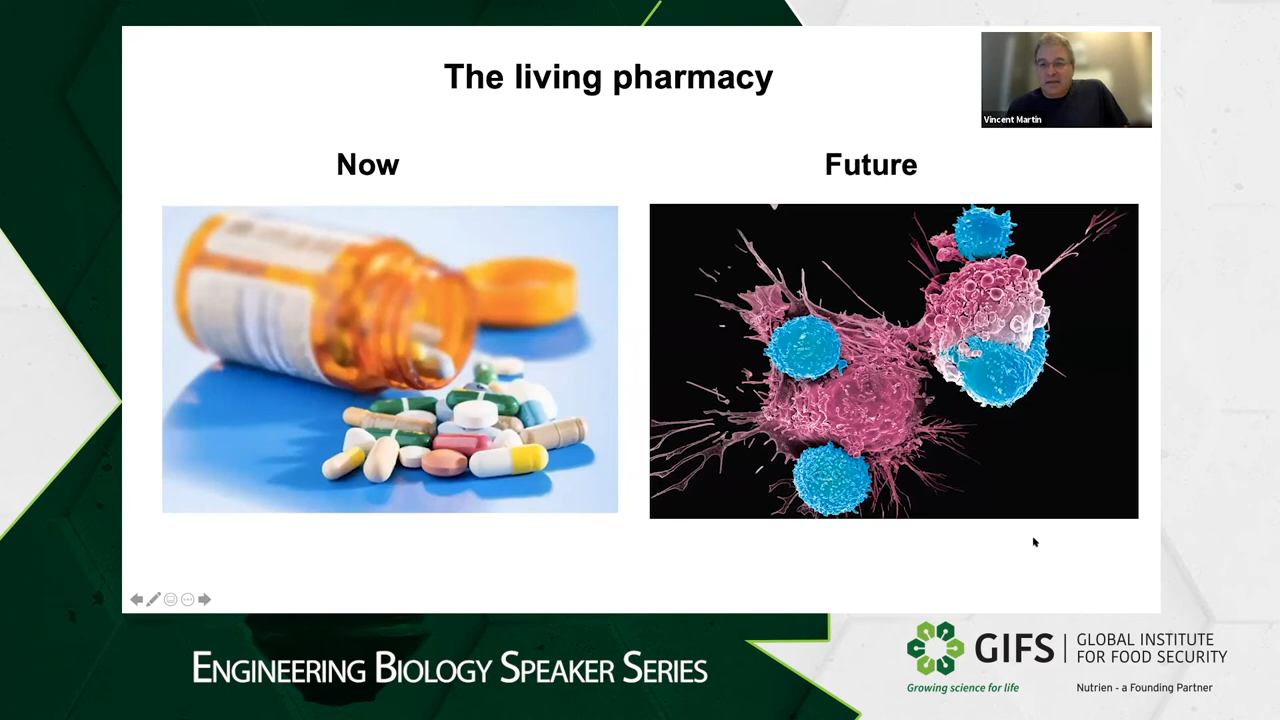 The living pharmacy
Vincent Martin
Now
Future
ENGINEERING BIOLOGY SPEAKER SERIES
GIFS
GLOBAL INSTITUTE
FOR FOOD SECURITY
Growing science for life
Nutrien - a Founding Partner